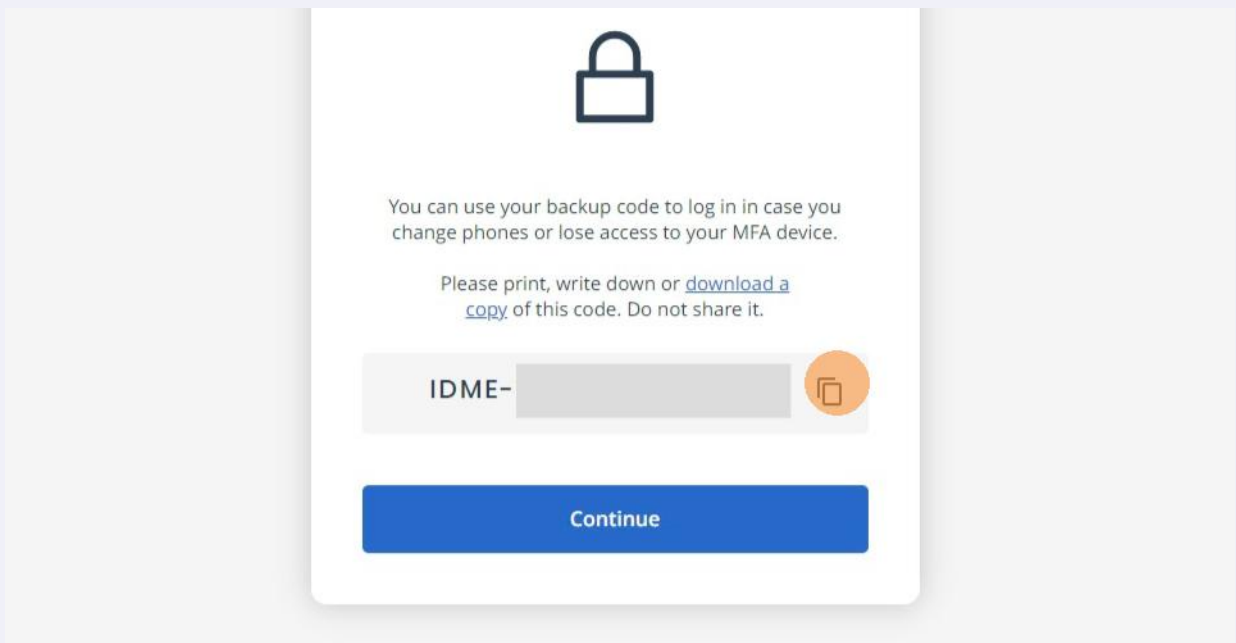 You can use your backup code to log in in case you
change phones or lose access to your MFA device.
Please print, write down or download a
copy of this code. Do not share it.
IDME-
Continue